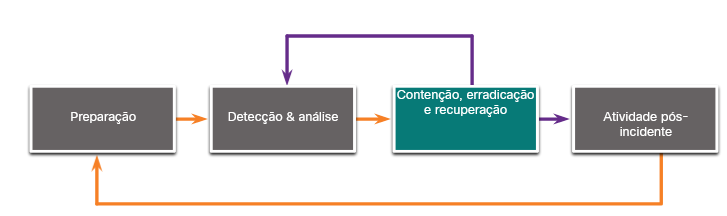 Preparação
Detecção & análise
Contenção, erradicação
e recuperação
Atividade pós-
incidente